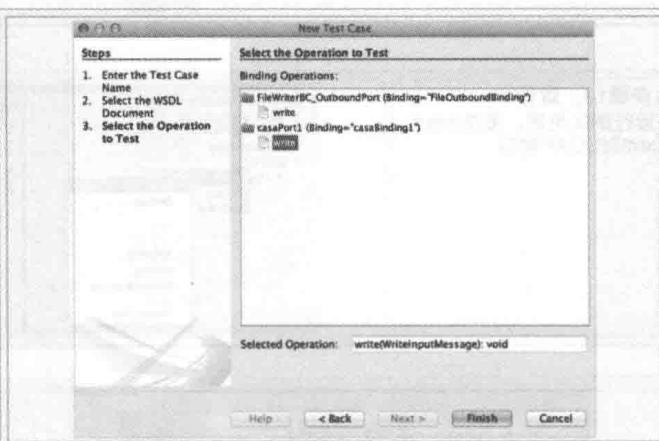 New Test Case
Steps
1. Enter the Test Case
Name
2. Select the WSDL
Document
3. Select the Operation
to Test
Select the Operation to Test
Binding Operations:
FileWriterBC_OutboundPort (Binding="FileOutboundBinding")
write
casaPort1 (Binding="casaBinding1")
write
Selected Operation: write(WriteInputMessage): void
Help
< Back
Next >
Finish
Cancel